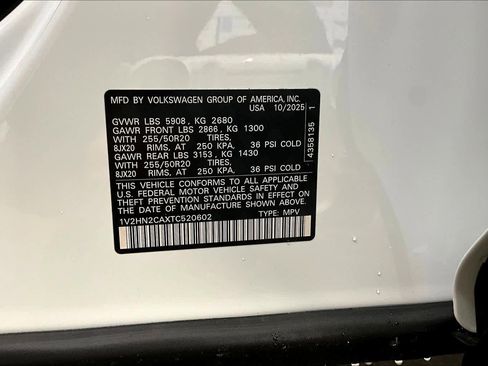 MFD BY VOLKSWAGEN GROUP OF AMERICA, INC.
USA 10/2025
GVWR LBS 5908, KG 2680
GAWR FRONT LBS 2866, KG 1300
WITH 255/50R20 TIRES,
8JX20 RIMS, AT 250 KPA, 36 PSI COLD
GAWR REAR LBS 3153, KG 1430
WITH 255/50R20 TIRES,
8JX20 RIMS, AT 250 KPA, 36 PSI COLD
THIS VEHICLE CONFORMS TO ALL APPLICABLE
U.S. FEDERAL MOTOR VEHICLE SAFETY AND
THEFT PREVENTION STANDARDS IN EFFECT ON
THE DATE OF MANUFACTURE SHOWN ABOVE.
1V2HN2CAXTC520602 TYPE: MPV
4358135 1